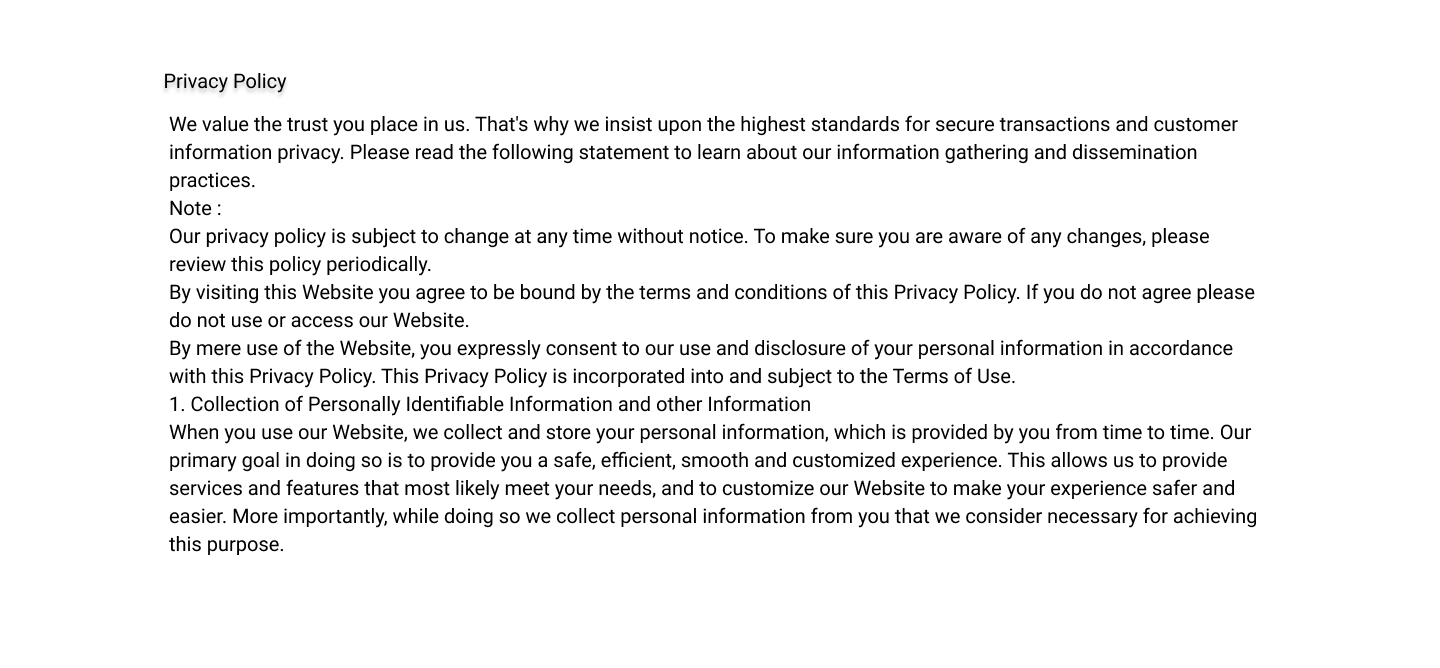 Privacy Policy
We value the trust you place in us. That's why we insist upon the highest standards for secure transactions and customer
information privacy. Please read the following statement to learn about our information gathering and dissemination
practices.
Note :
Our privacy policy is subject to change at any time without notice. To make sure you are aware of any changes, please
review this policy periodically.
By visiting this Website you agree to be bound by the terms and conditions of this Privacy Policy. If you do not agree please
do not use or access our Website.
By mere use of the Website, you expressly consent to our use and disclosure of your personal information in accordance
with this Privacy Policy. This Privacy Policy is incorporated into and subject to the Terms of Use.
1. Collection of Personally Identifiable Information and other Information
When you use our Website, we collect and store your personal information, which is provided by you from time to time. Our
primary goal in doing so is to provide you a safe, efficient, smooth and customized experience. This allows us to provide
services and features that most likely meet your needs, and to customize our Website to make your experience safer and
easier. More importantly, while doing so we collect personal information from you that we consider necessary for achieving
this purpose.